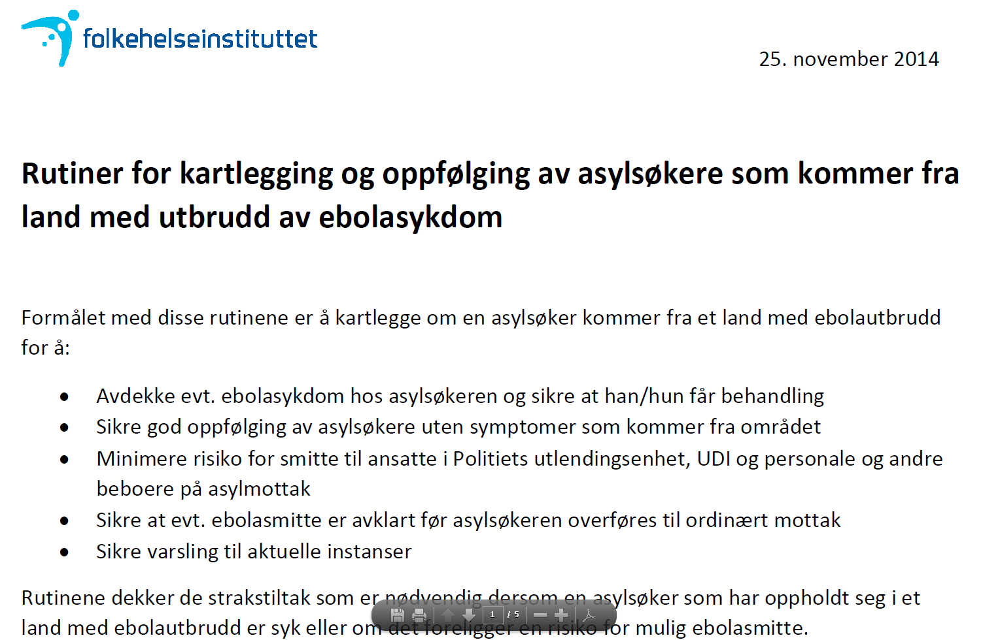 folkehelseinstituttet
25. november 2014
Rutiner for kartlegging og oppfølging av asylsøkere som kommer fra
land med utbrudd av ebolasykdom
Formålet med disse rutinene er å kartlegge om en asylsøker kommer fra et land med ebolautbrudd
for å:
• Avdekke evt. ebolasykdom hos asylsøkeren og sikre at han/hun får behandling
• Sikre god oppfølging av asylsøkere uten symptomer som kommer fra området
• Minimere risiko for smitte til ansatte i Politiets utlendingsenhet, UDI og personale og andre
beboere på asylmottak
• Sikre at evt. ebolasmitte er avklart før asylsøkeren overføres til ordinært mottak
• Sikre varsling til aktuelle instanser
Rutinene dekker de strakstiltak som er nødvendig dersom en asylsøker som har oppholdt seg i et
1 / 5
land med ebolautbrudd er syk eller om det foreligger en risiko for mulig ebolasmitte.